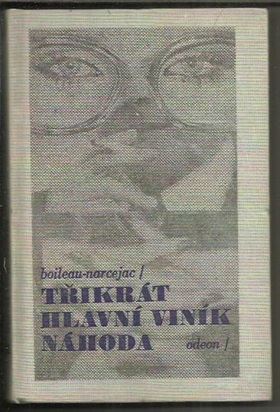 boileau-narcejac /
TŘIKRÁT
HLAVNÍ VINÍK
NÁHODA odeon /